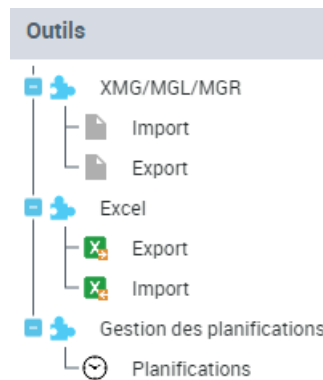 Outils
XMG/MGL/MGR
Import
Export
Excel
Export
Import
Gestion des planifications
Planifications